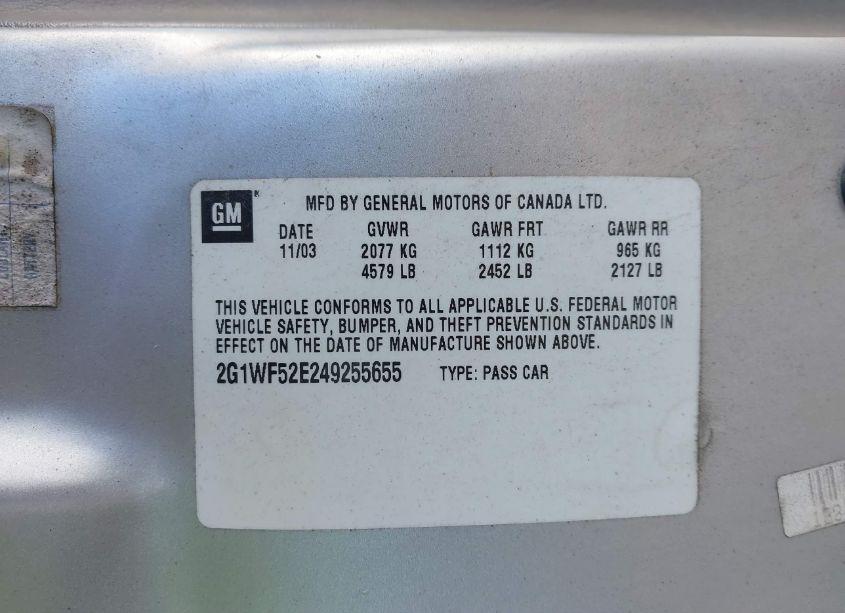 GM
MFD BY GENERAL MOTORS OF CANADA LTD.
DATE GVWR GAWR FRT GAWR RR
11/03 2077 KG 1112 KG 965 KG
4579 LB 2452 LB 2127 LB
THIS VEHICLE CONFORMS TO ALL APPLICABLE U.S. FEDERAL MOTOR
VEHICLE SAFETY, BUMPER, AND THEFT PREVENTION STANDARDS IN
EFFECT ON THE DATE OF MANUFACTURE SHOWN ABOVE.
2G1WF52E249255655 TYPE: PASS CAR